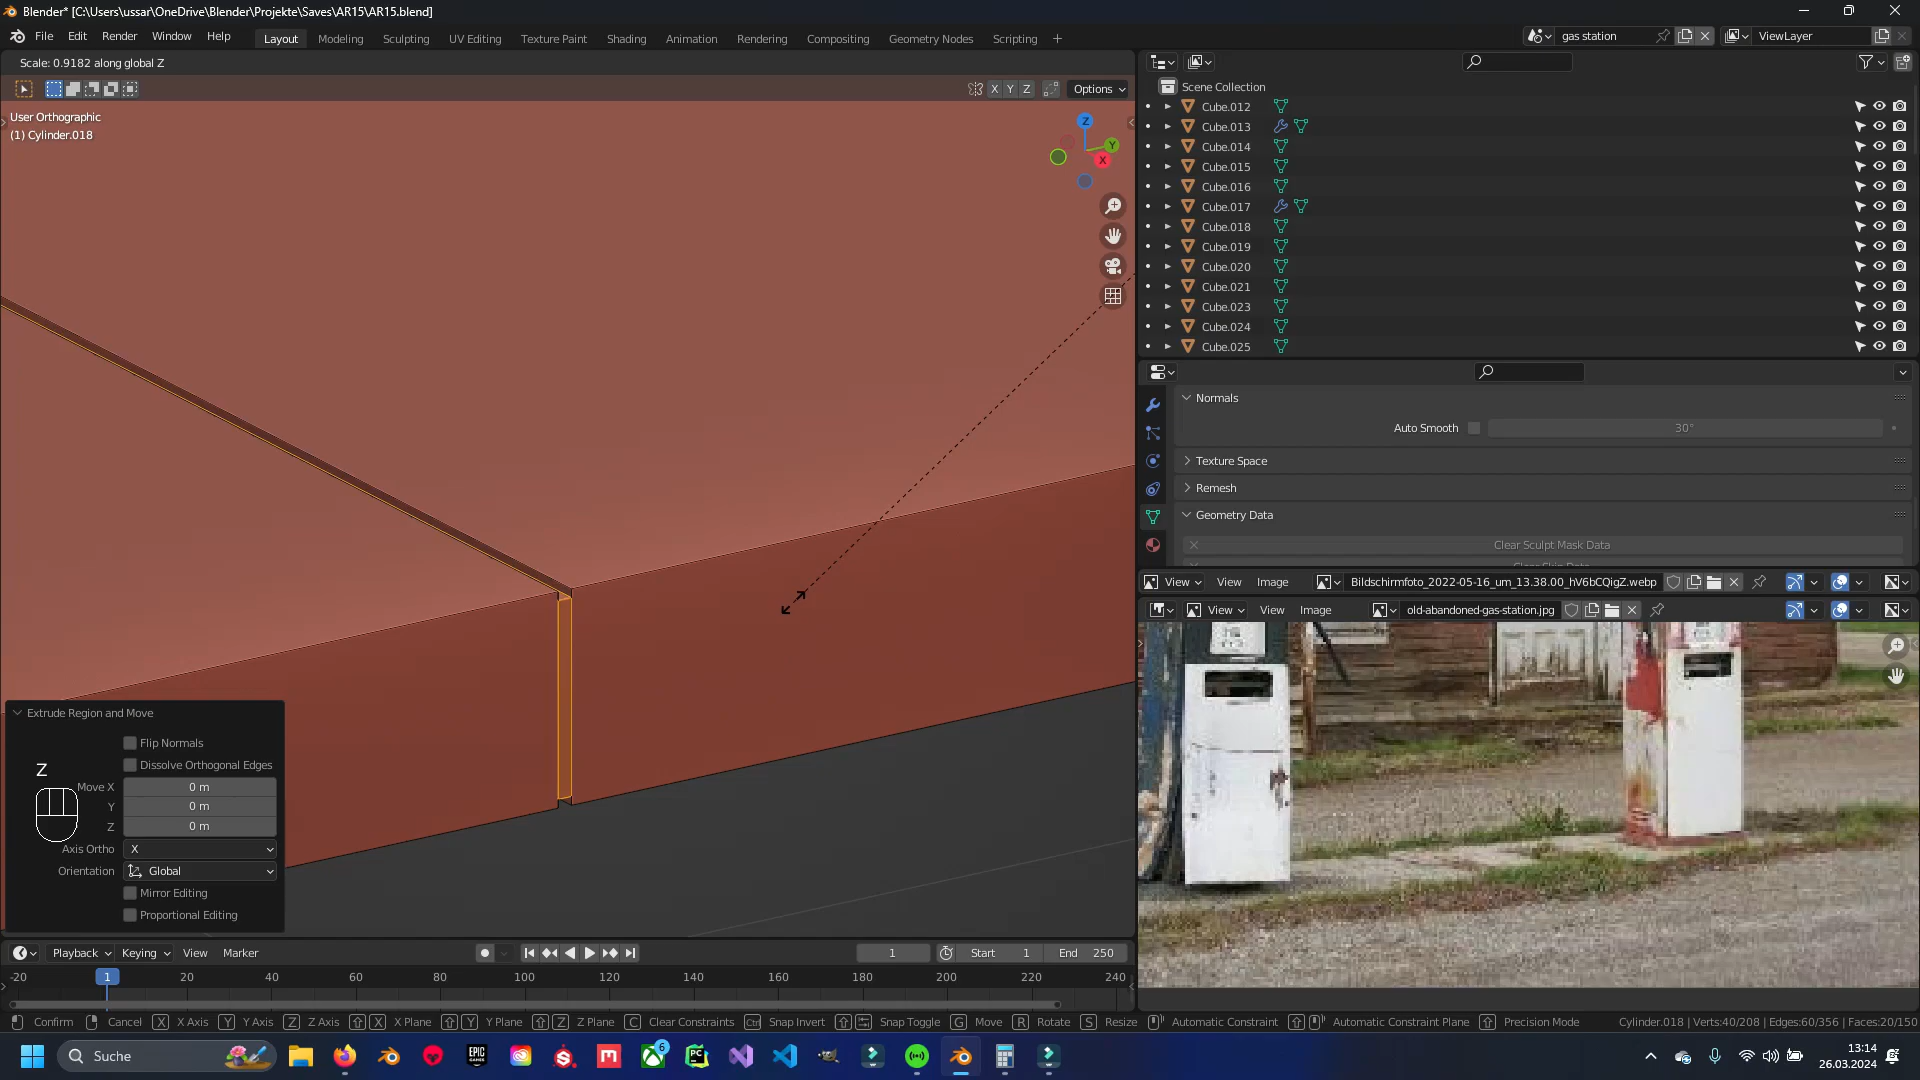 Blender* [C:\Users\ussar\OneDrive\Blender\Projekte\Saves\AR15\AR15.blend]
File Edit Render Window Help Layout Modeling Sculpting UV Editing Texture Paint Shading Animation Rendering Compositing Geometry Nodes Scripting + gas station ViewLayer
Scale: 0.9182 along global Z
X Y Z Options
User Orthographic
(1) Cylinder.018
Z
Y
X
Scene Collection
Cube.012
Cube.013
Cube.014
Cube.015
Cube.016
Cube.017
Cube.018
Cube.019
Cube.020
Cube.021
Cube.023
Cube.024
Cube.025
Normals
Auto Smooth 30°
Texture Space
Remesh
Geometry Data
Clear Sculpt Mask Data
View View Image Bildschirmfoto_2022-05-16_um_13.38.00_hV6bCQigZ.webp
View View Image old-abandoned-gas-station.jpg
Extrude Region and Move
Flip Normals
Dissolve Orthogonal Edges
Z
Move X 0 m
Y 0 m
Z 0 m
Axis Ortho X
Orientation Global
Mirror Editing
Proportional Editing
Playback Keying View Marker 1 Start 1 End 250
-20 1 20 40 60 80 100 120 140 160 180 200 220 240
Confirm Cancel X X Axis Y Y Axis Z Z Axis X X Plane Y Y Plane Z Z Plane C Clear Constraints Ctrl Snap Invert Snap Toggle G Move R Rotate S Resize Automatic Constraint Automatic Constraint Plane Precision Mode Cylinder.018 | Verts:40/208 | Edges:60/356 | Faces:20/150
Suche EPIC GAMES M 6 PC 13:14
26.03.2024